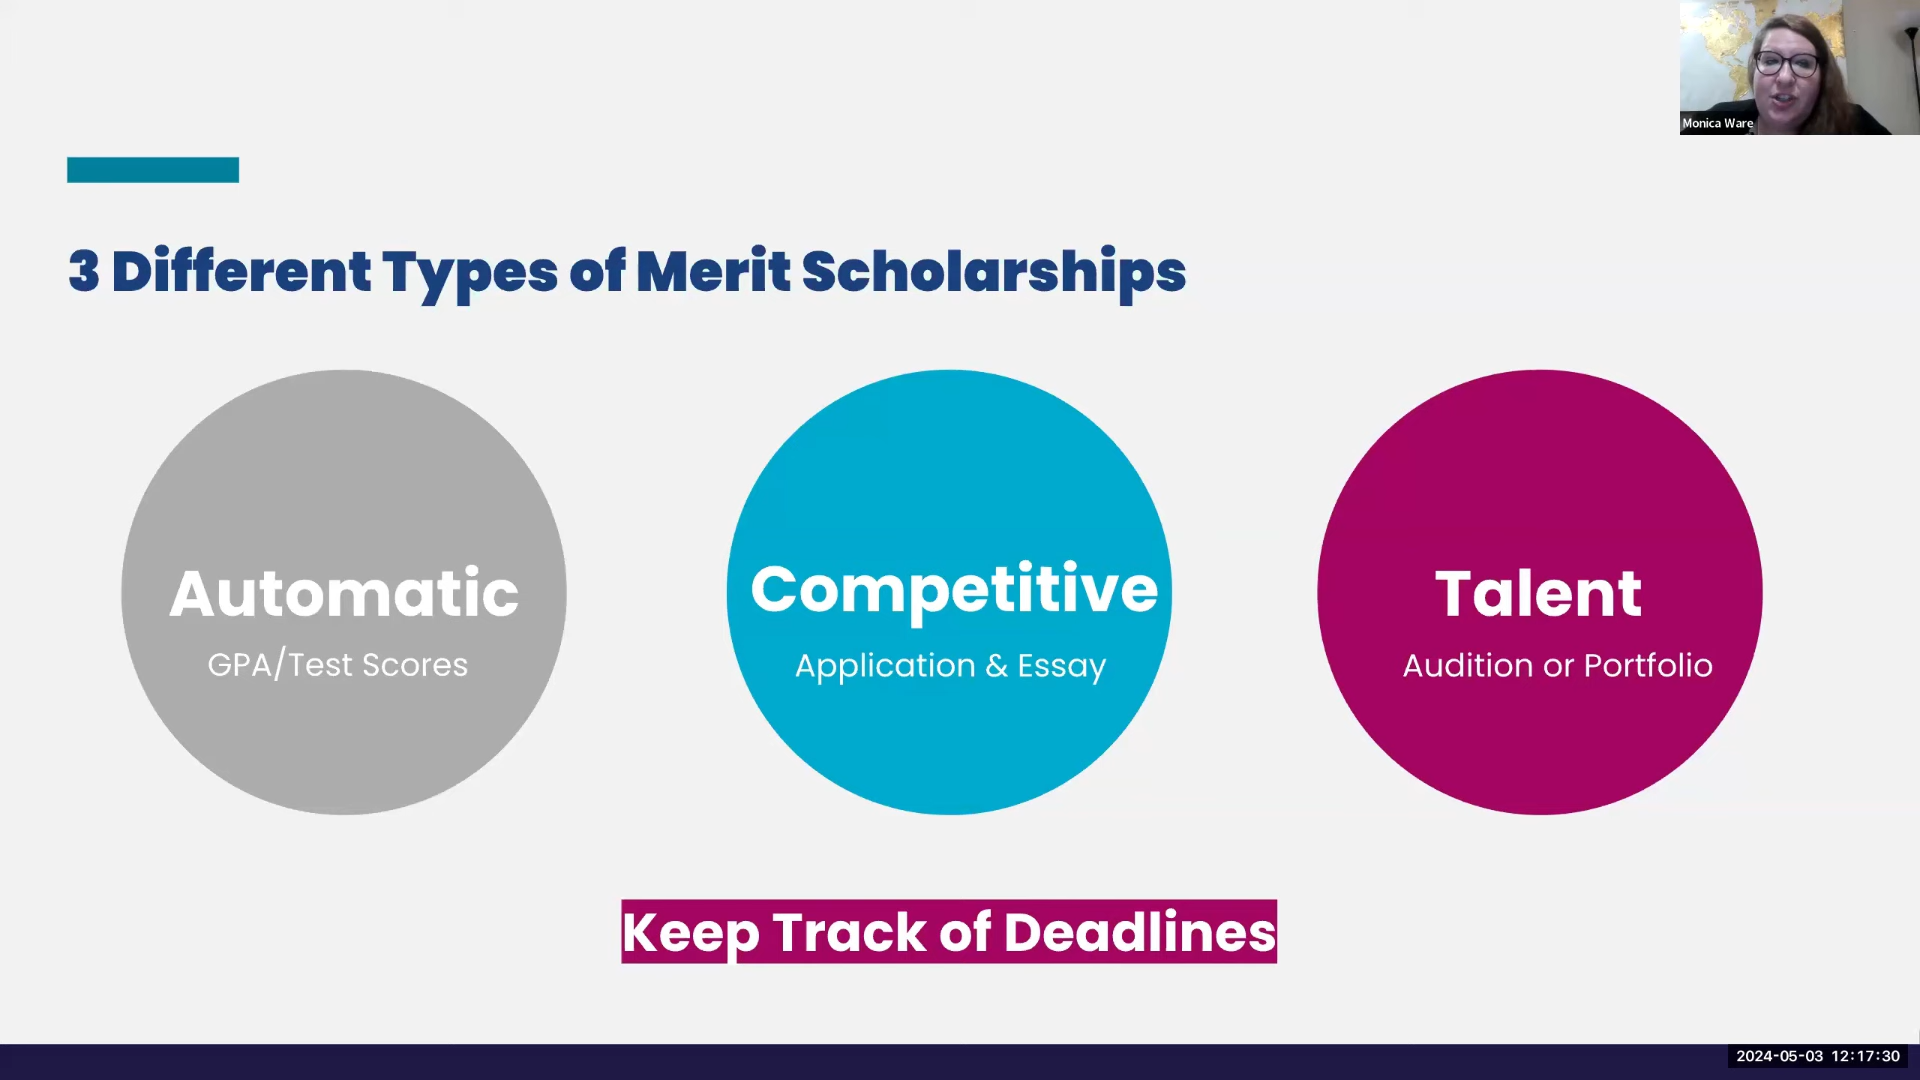 Monica Ware
3 Different Types of Merit Scholarships
Automatic
GPA/Test Scores
Competitive
Application & Essay
Talent
Audition or Portfolio
Keep Track of Deadlines
2024-05-03 12:17:30